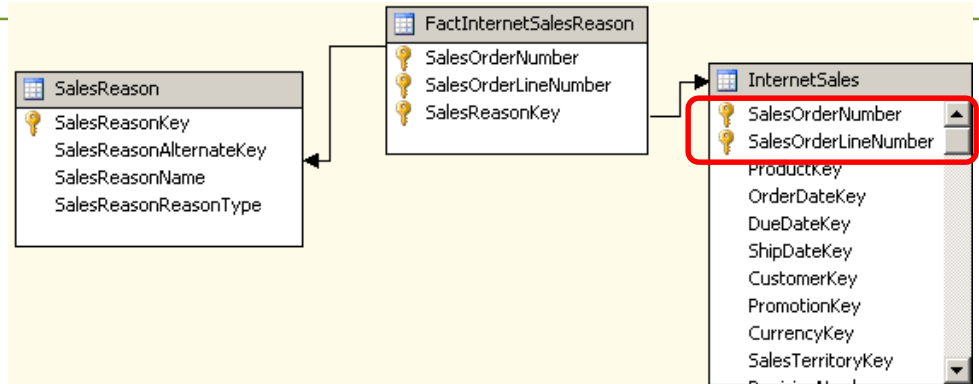 FactInternetSalesReason
SalesOrderNumber
SalesOrderLineNumber
SalesReasonKey
SalesReason
SalesReasonKey
SalesReasonAlternateKey
SalesReasonName
SalesReasonReasonType
InternetSales
SalesOrderNumber
SalesOrderLineNumber
ProductKey
OrderDateKey
DueDateKey
ShipDateKey
CustomerKey
PromotionKey
CurrencyKey
SalesTerritoryKey